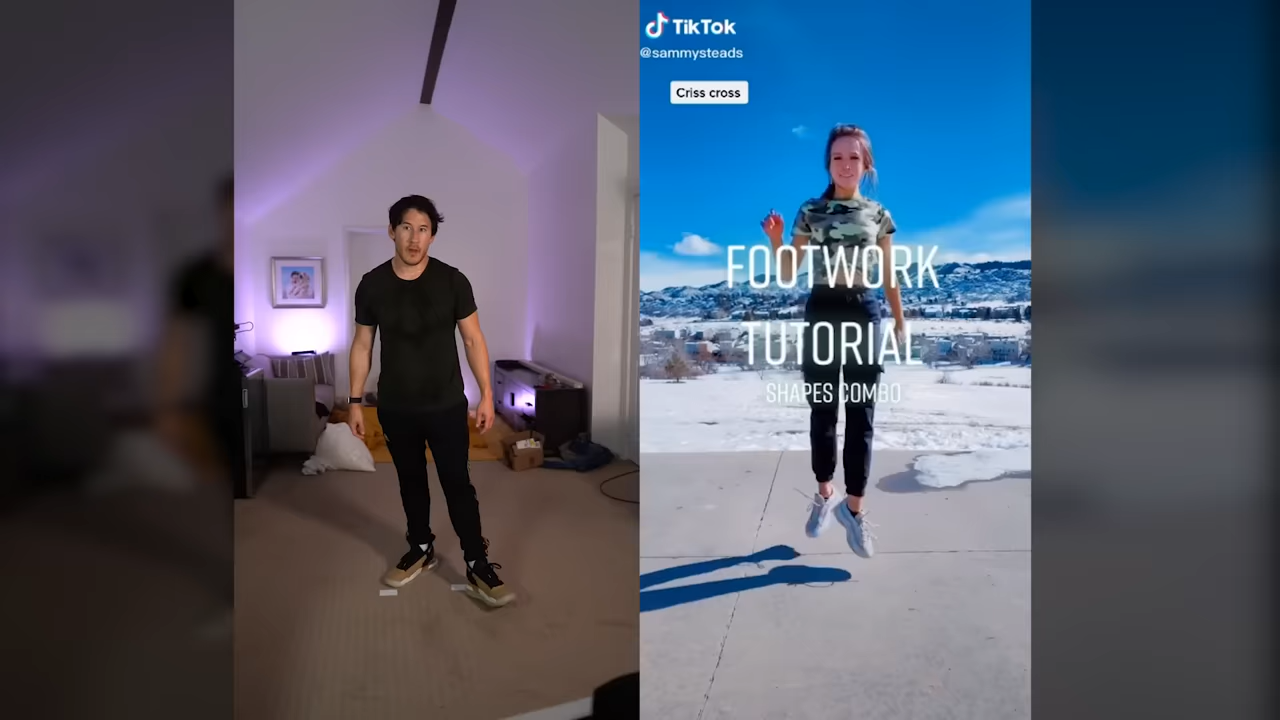 TikTok
@sammysteads
Criss cross
FOOTWORK
TUTORIAL
SHAPES COMBO